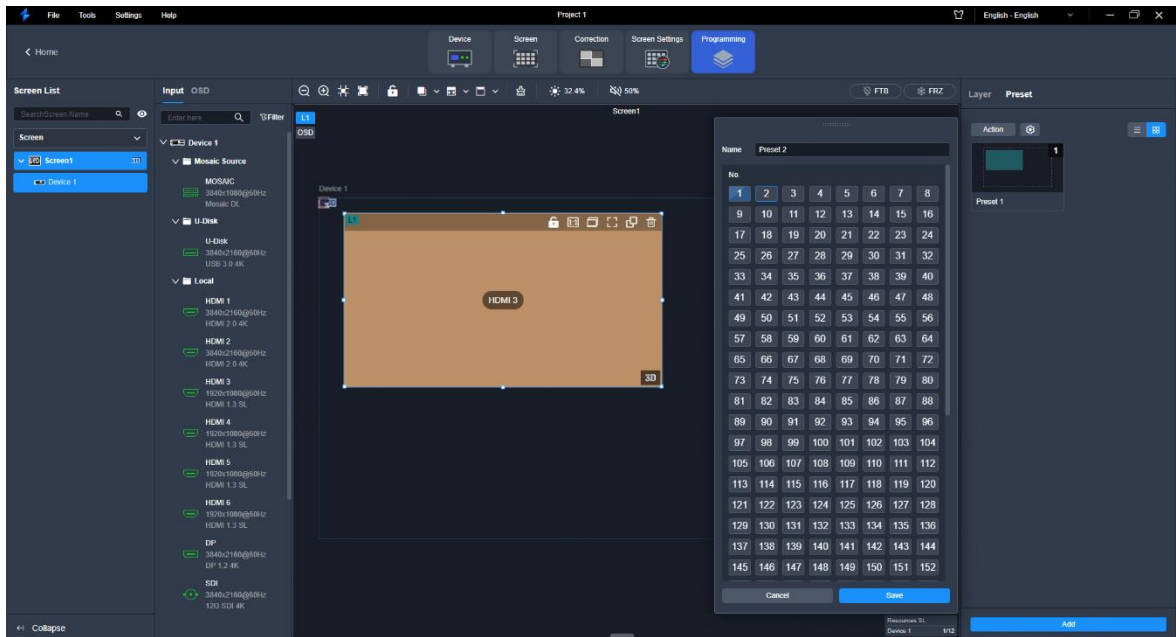 File Tools Settings Help Project 1 English - English
Home
Device Screen Correction Screen Settings Programming
Screen List
Search\Screen Name
Screen
Screen1 3D
Device 1
Collapse
Input OSD
Enter here Filter
Device 1
Mosaic Source
MOSAIC
3840x1080@60Hz
Mosaic DL
U-Disk
U-Disk
3840x2160@60Hz
USB 3.0 4K
Local
HDMI 1
3840x2160@60Hz
HDMI 2.0 4K
HDMI 2
3840x2160@60Hz
HDMI 2.0 4K
HDMI 3
1920x1080@60Hz
HDMI 1.3 SL
HDMI 4
1920x1080@60Hz
HDMI 1.3 SL
HDMI 5
1920x1080@60Hz
HDMI 1.3 SL
HDMI 6
1920x1080@60Hz
HDMI 1.3 SL
DP
3840x2160@60Hz
DP 1.2 4K
SDI
3840x2160@60Hz
12G SDI 4K
32.4% 50% FTB FRZ
L1
OSD
Screen1
Device 1
L1
HDMI 3
3D
Name Preset 2
No.
1 2 3 4 5 6 7 8
9 10 11 12 13 14 15 16
17 18 19 20 21 22 23 24
25 26 27 28 29 30 31 32
33 34 35 36 37 38 39 40
41 42 43 44 45 46 47 48
49 50 51 52 53 54 55 56
57 58 59 60 61 62 63 64
65 66 67 68 69 70 71 72
73 74 75 76 77 78 79 80
81 82 83 84 85 86 87 88
89 90 91 92 93 94 95 96
97 98 99 100 101 102 103 104
105 106 107 108 109 110 111 112
113 114 115 116 117 118 119 120
121 122 123 124 125 126 127 128
129 130 131 132 133 134 135 136
137 138 139 140 141 142 143 144
145 146 147 148 149 150 151 152
Cancel Save
Resources SL
Device 1 1/12
Layer Preset
Action
1
Preset 1
Add